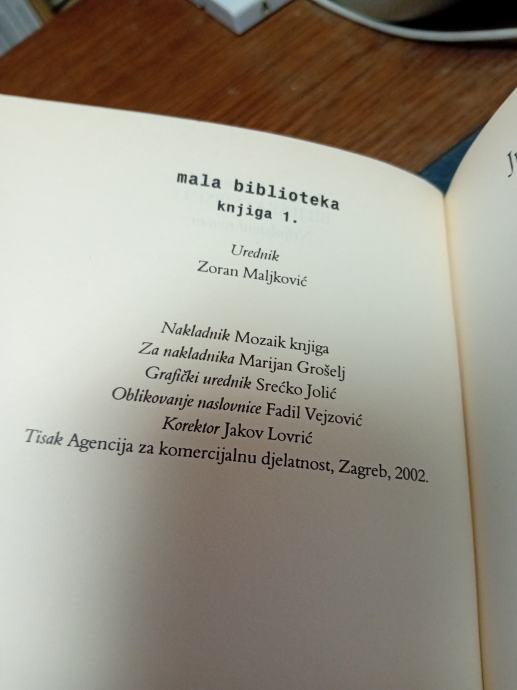 mala biblioteka
knjiga 1.
Urednik
Zoran Maljković
Nakladnik Mozaik knjiga
Za nakladnika Marijan Grošelj
Grafički urednik Srećko Jolić
Oblikovanje naslovnice Fadil Vejzović
Korektor Jakov Lovrić
Tisak Agencija za komercijalnu djelatnost, Zagreb, 2002.